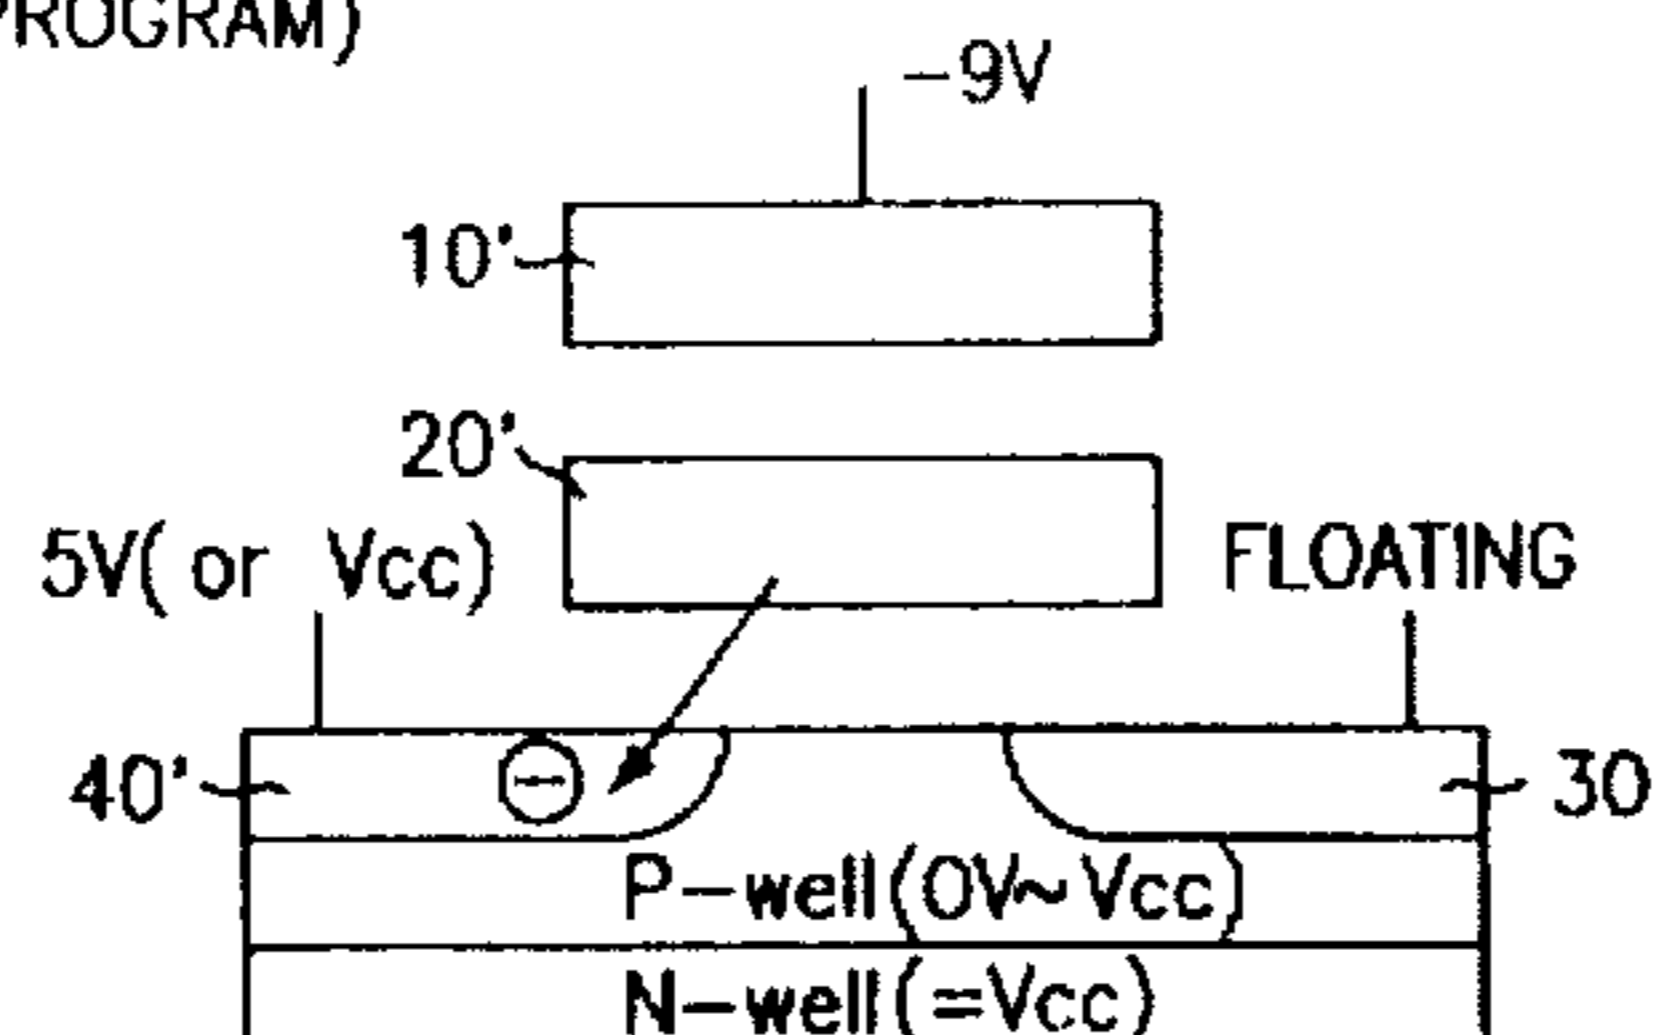 PROGRAM)
-9V
10'
20'
5V( or Vcc)
FLOATING
40'
⊖
30
P-well(0V~Vcc)
N-well(=Vcc)